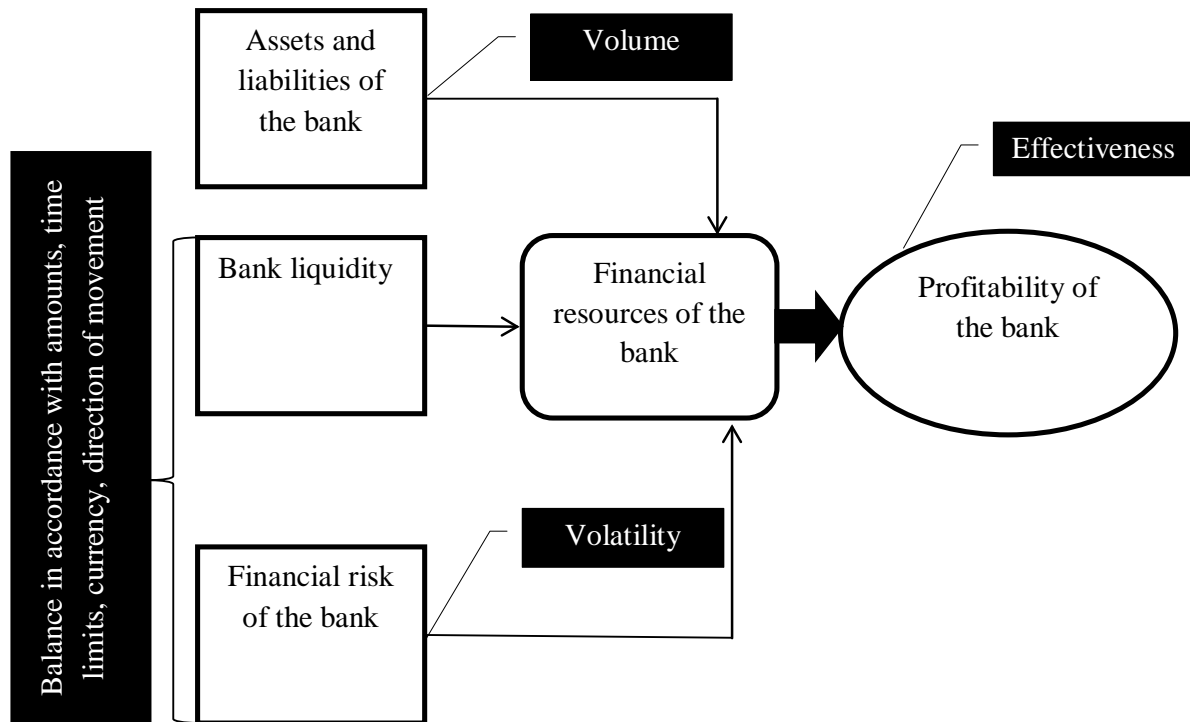 Assets and
liabilities of
the bank
Volume
Effectiveness
Balance in accordance with amounts, time
limits, currency, direction of movement
Bank liquidity
Financial
resources of the
bank
Profitability of
the bank
Volatility
Financial risk
of the bank